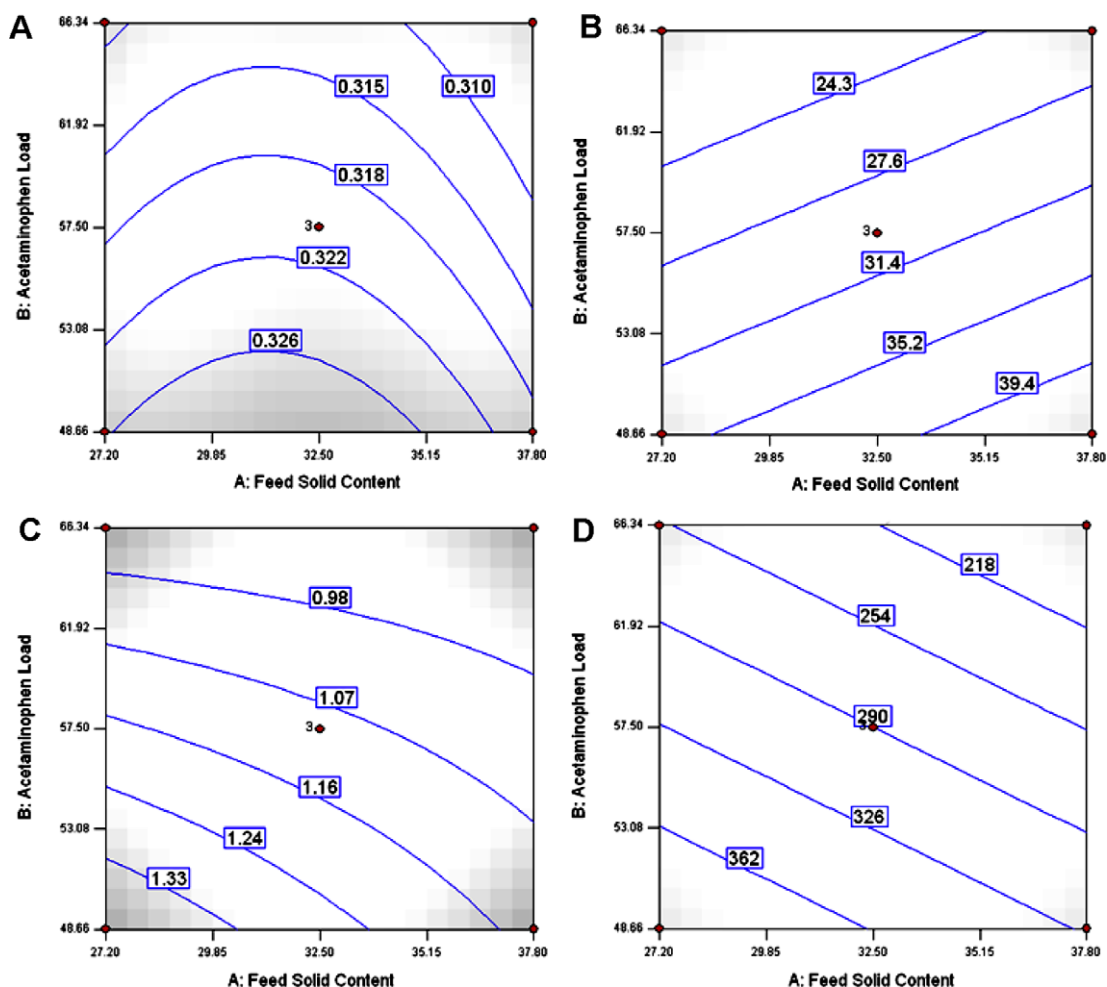 A
66.34
61.92
57.50
53.08
48.66
B: Acetaminophen Load
0.315
0.310
0.318
3
0.322
0.326
27.20 29.85 32.50 35.15 37.80
A: Feed Solid Content
B
66.34
61.92
57.50
53.08
48.66
B: Acetaminophen Load
24.3
27.6
3
31.4
35.2
39.4
27.20 29.85 32.50 35.15 37.80
A: Feed Solid Content
C
66.34
61.92
57.50
53.08
48.66
B: Acetaminophen Load
0.98
1.07
3
1.16
1.24
1.33
27.20 29.85 32.50 35.15 37.80
A: Feed Solid Content
D
66.34
61.92
57.50
53.08
48.66
B: Acetaminophen Load
218
254
290
3
326
362
27.20 29.85 32.50 35.15 37.80
A: Feed Solid Content